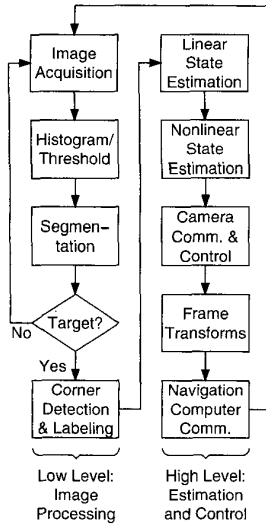 Image
Acquisition
Histogram/
Threshold
Segmen-
tation
Target?
No
Yes
Corner
Detection
& Labeling
Low Level:
Image
Processing
Linear
State
Estimation
Nonlinear
State
Estimation
Camera
Comm. &
Control
Frame
Transforms
Navigation
Computer
Comm.
High Level:
Estimation
and Control